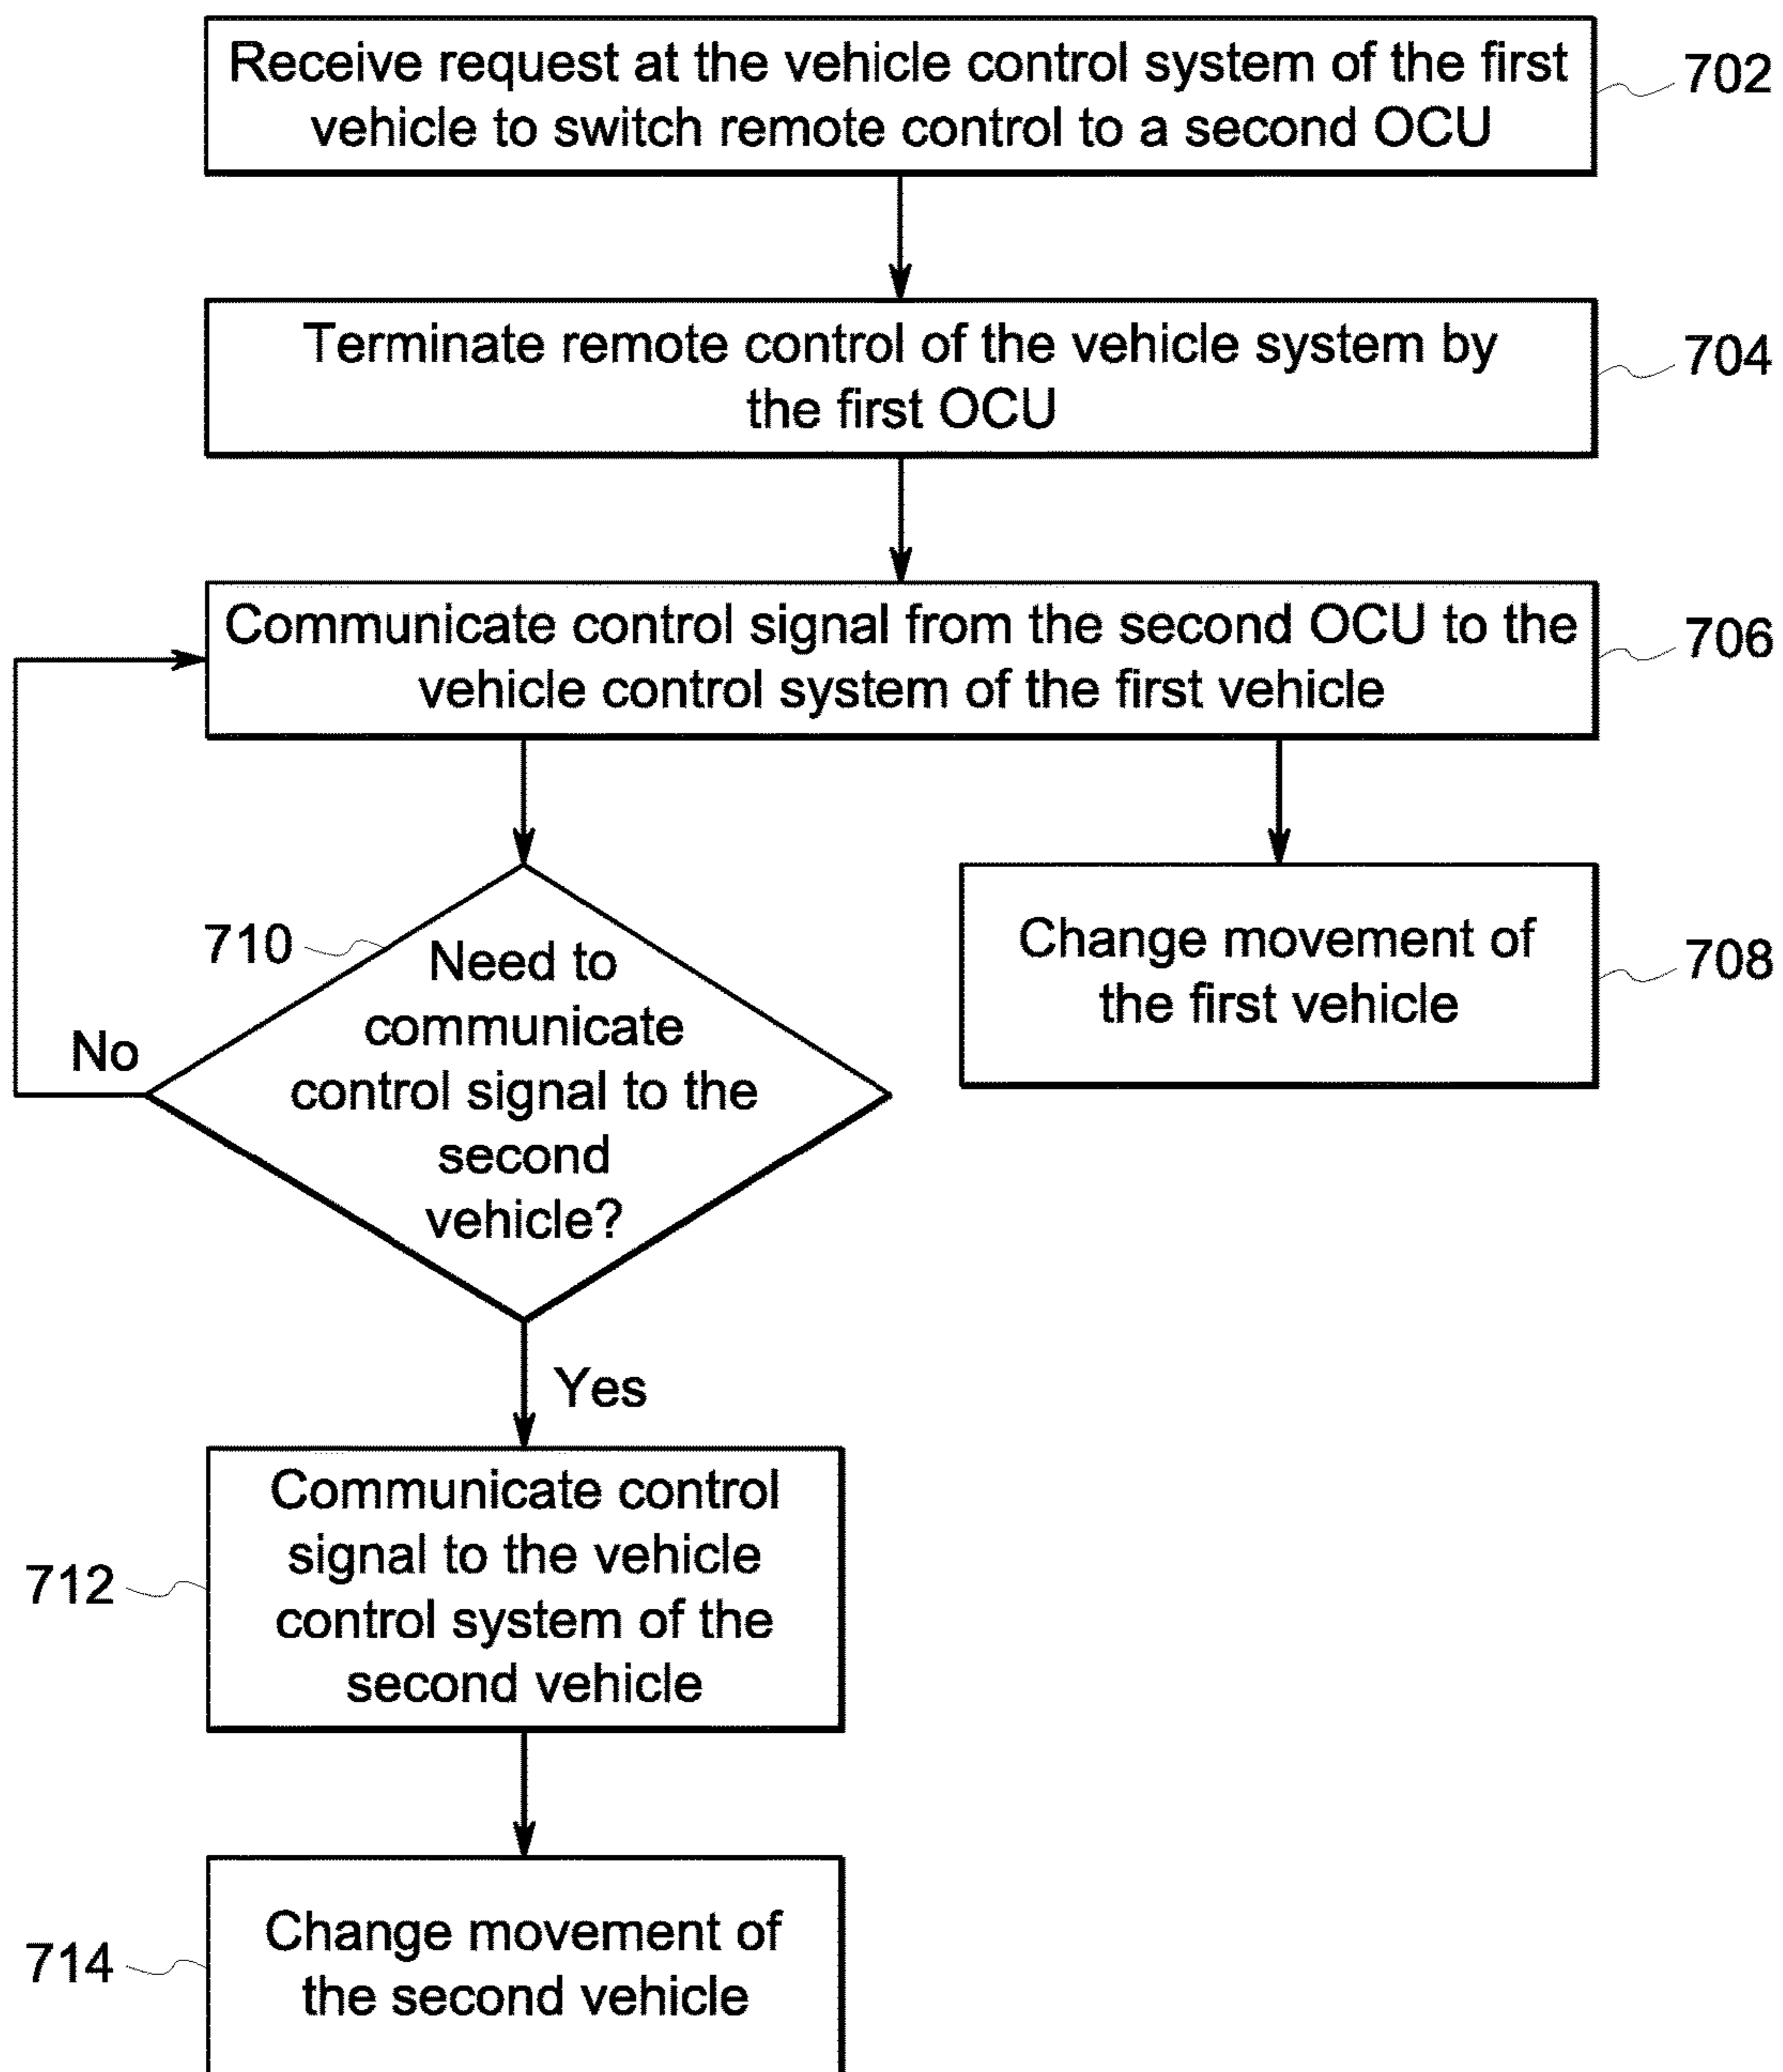 Receive request at the vehicle control system of the first
vehicle to switch remote control to a second OCU
702
Terminate remote control of the vehicle system by
the first OCU
704
Communicate control signal from the second OCU to the
vehicle control system of the first vehicle
706
710
Need to
communicate
control signal to the
second
vehicle?
No
Change movement of
the first vehicle
708
Yes
Communicate control
signal to the vehicle
control system of the
second vehicle
712
Change movement of
the second vehicle
714